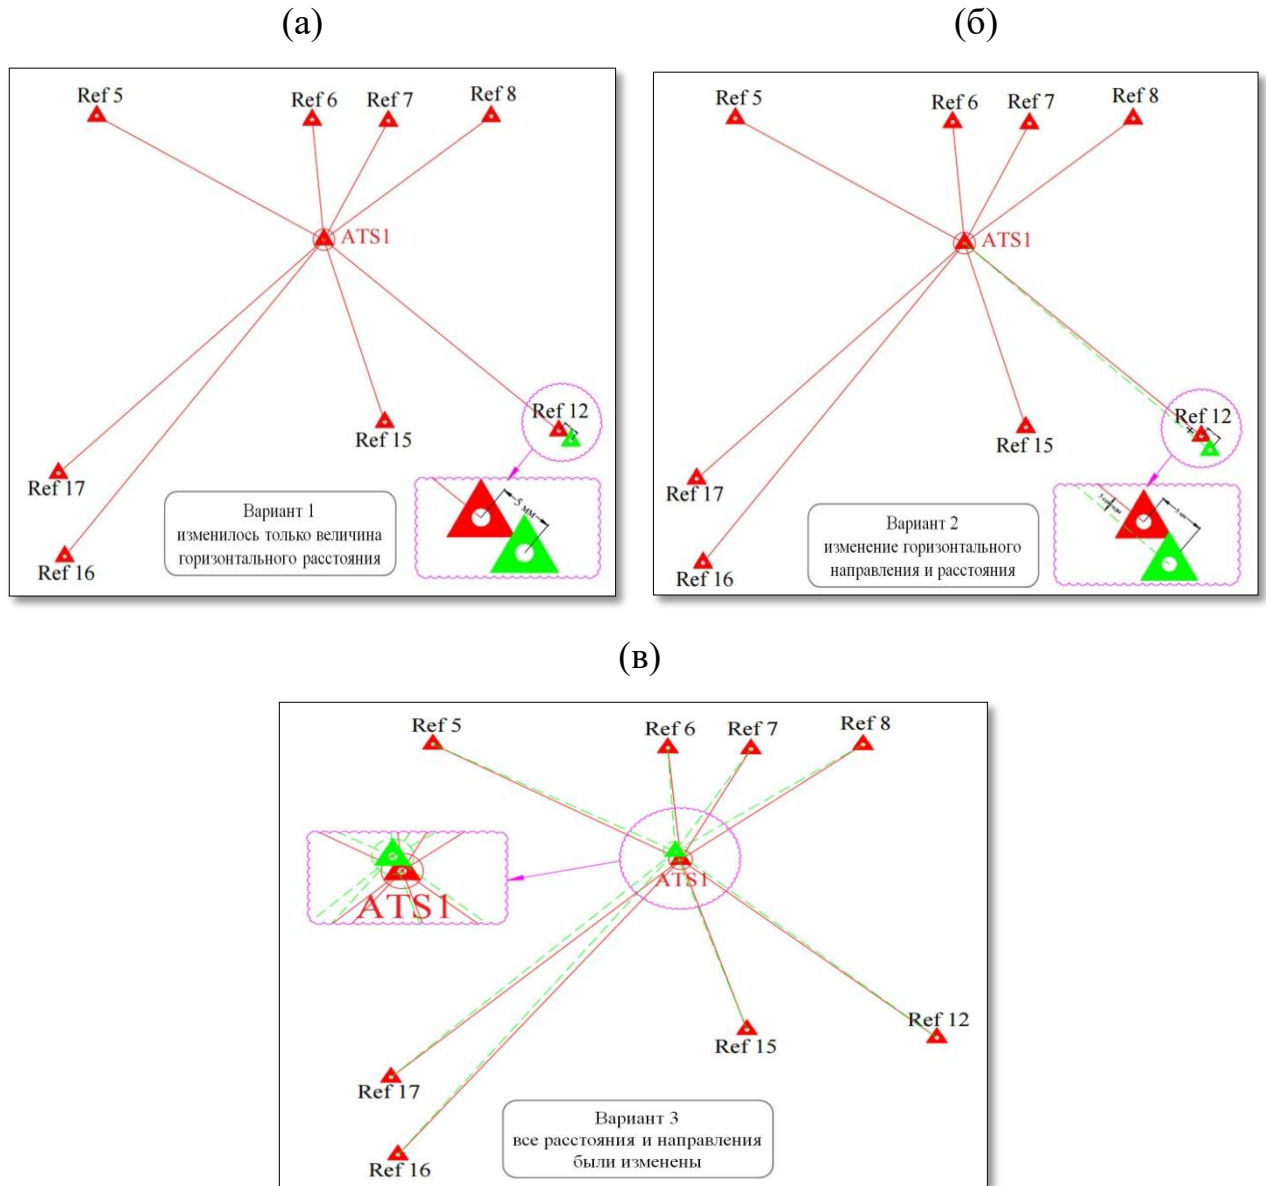 (а)
(б)
Ref 5
Ref 6
Ref 7
Ref 8
ATS1
Ref 12
Ref 15
Ref 17
Ref 16
5 мм
Вариант 1
изменилось только величина
горизонтального расстояния
Ref 5
Ref 6
Ref 7
Ref 8
ATS1
Ref 12
Ref 15
Ref 17
Ref 16
5 мм
Вариант 2
изменение горизонтального
направления и расстояния
(в)
Ref 5
Ref 6
Ref 7
Ref 8
ATS1
ATS1
Ref 12
Ref 15
Ref 17
Ref 16
Вариант 3
все расстояния и направления
были изменены